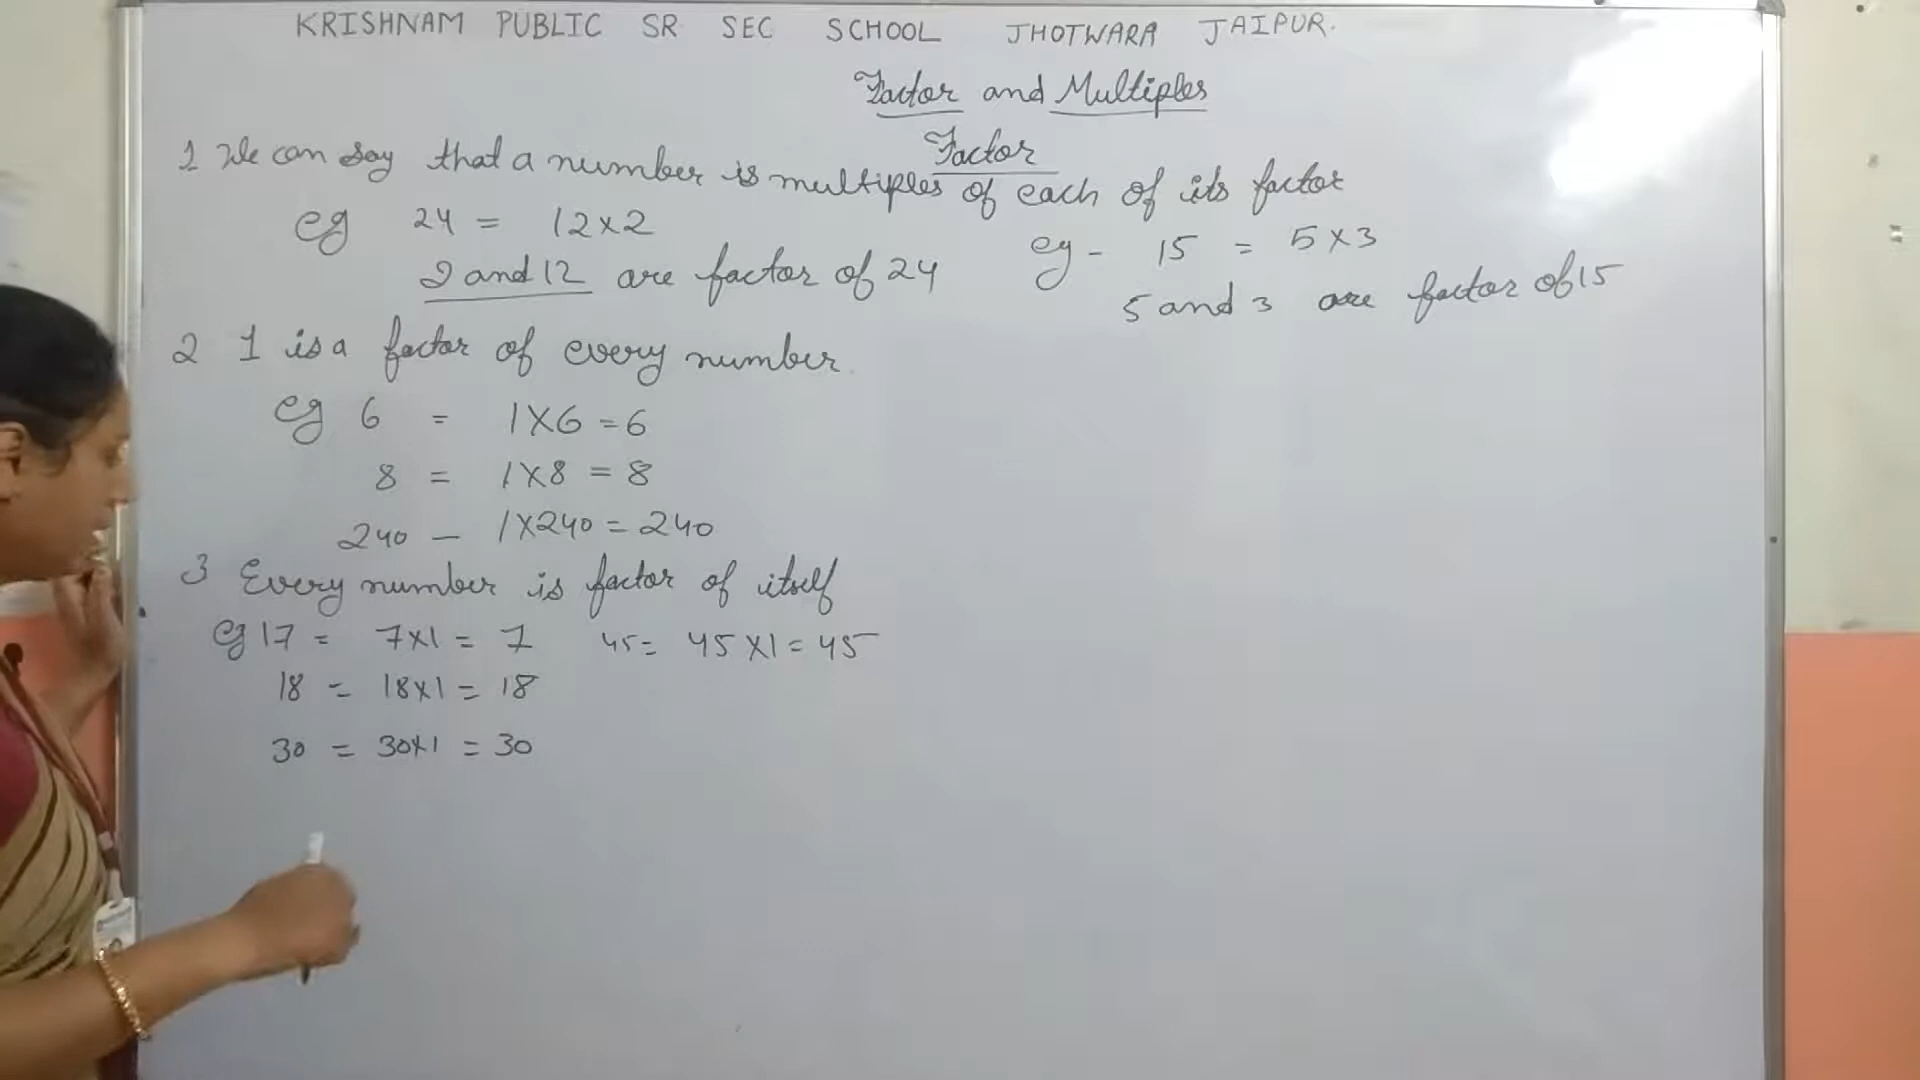 KRISHNAM PUBLIC SR. SEC SCHOOL JHOTWARA JAIPUR.
Factor and Multiples
Factor
1 We can say that a number is multiples of each of its factor
eg 24 = 12x2
2 and 12 are factor of 24
eg - 15 = 5x3
5 and 3 are factor of 15
2 1 is a factor of every number
eg 6 = 1x6 = 6
8 = 1x8 = 8
240 - 1x240 = 240
3 Every number is factor of itself
eg 17 = 7x1 = 7 45 = 45x1 = 45
18 = 18x1 = 18
30 = 30x1 = 30